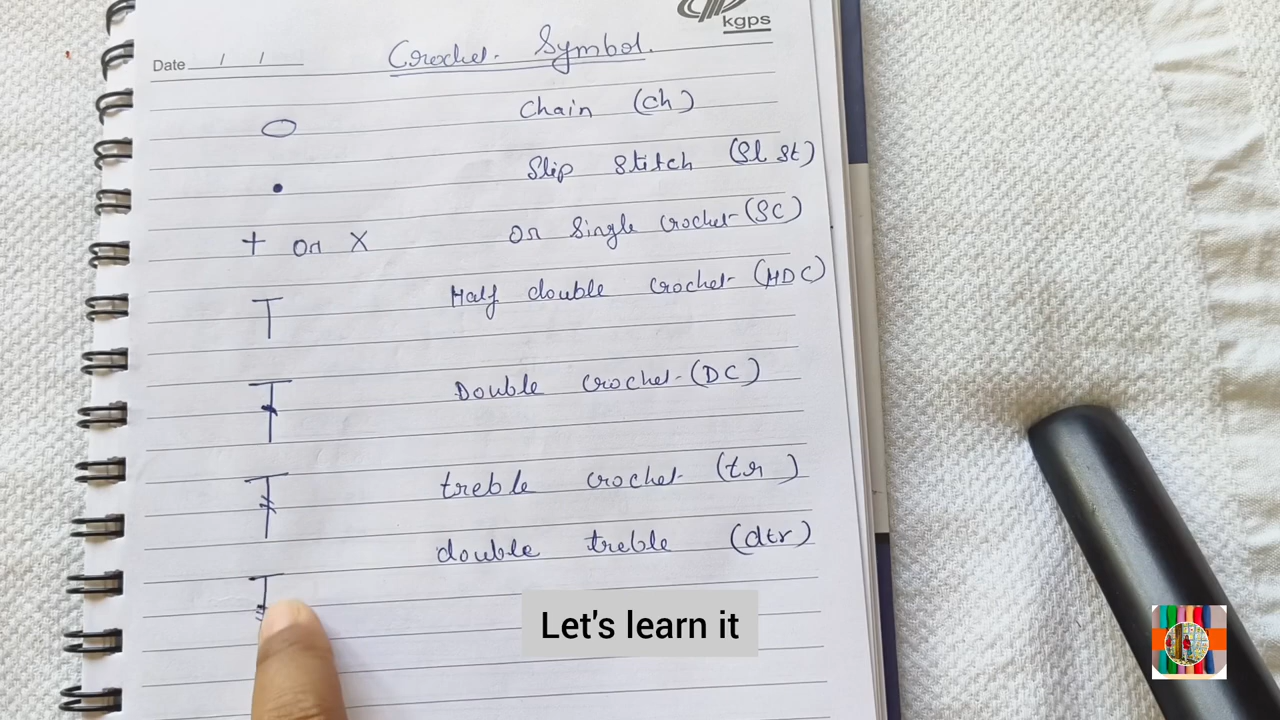 kgps
Date / /
Crochet Symbol.
Chain (ch)
Slip Stitch (Sl St)
+ or X or Single Crochet (SC)
Half double crochet (HDC)
Double crochet (DC)
treble crochet (tr)
double treble (dtr)
Let's learn it